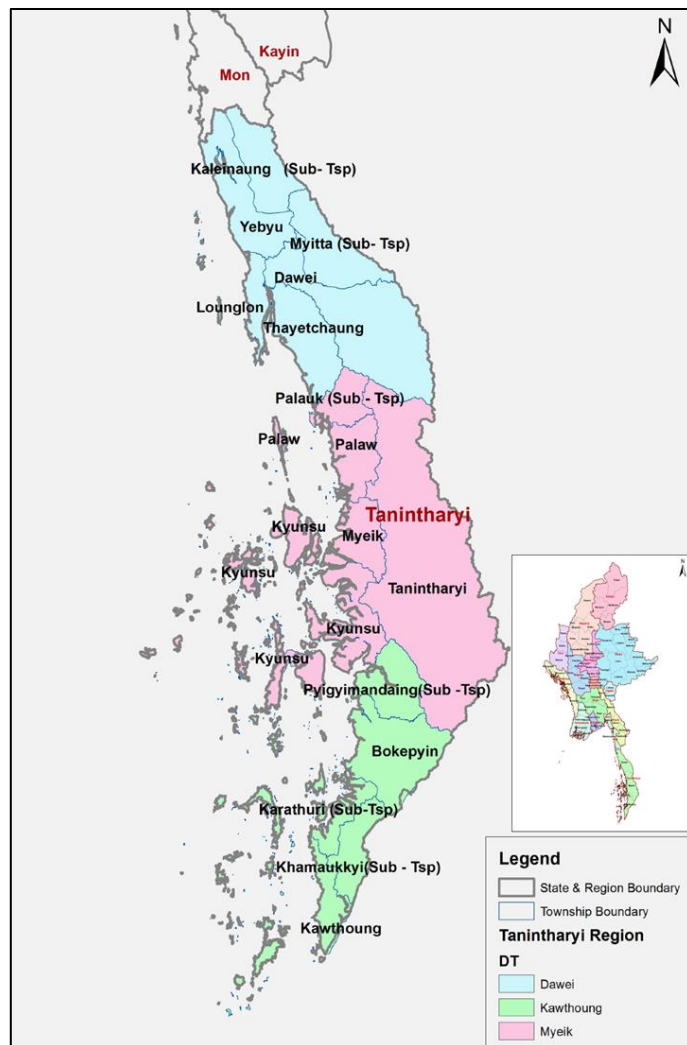 N
Kayin
Mon
Kaleinaung (Sub- Tsp)
Yebyu
Myitta (Sub- Tsp)
Dawei
Lounglon
Thayetchaung
Palauk (Sub - Tsp)
Palaw
Palaw
Tanintharyi
Kyunsu
Myeik
Kyunsu
Tanintharyi
Kyunsu
Kyunsu
Pyigyimandaing(Sub -Tsp)
Bokepyin
Karathuri (Sub-Tsp)
Khamaukkyi(Sub - Tsp)
Kawthoung
Legend
State & Region Boundary
Township Boundary
Tanintharyi Region
DT
Dawei
Kawthoung
Myeik